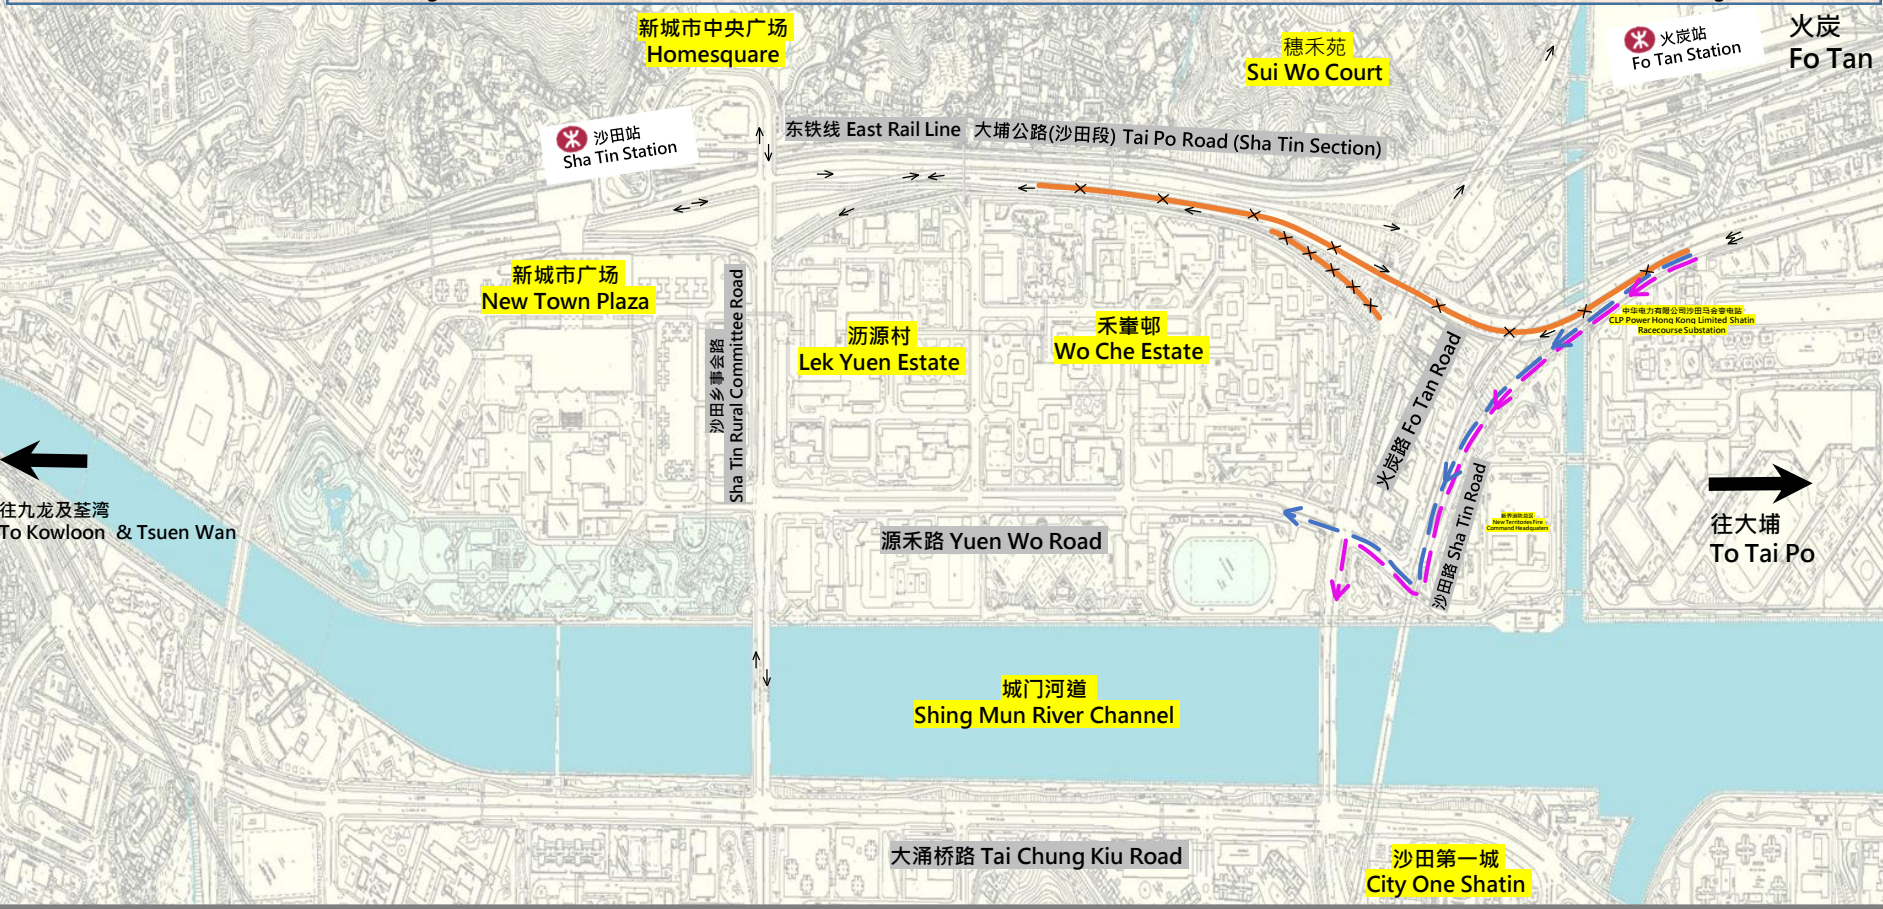 新城市中央广场
Homesquare
穗禾苑
Sui Wo Court
火炭站
Fo Tan Station
火炭
Fo Tan
沙田站
Sha Tin Station
东铁线 East Rail Line
大埔公路(沙田段) Tai Po Road (Sha Tin Section)
新城市广场
New Town Plaza
沙田乡事会路
Sha Tin Rural Committee Road
沥源村
Lek Yuen Estate
禾輋邨
Wo Che Estate
中华电力有限公司沙田马会变电站
CLP Power Hong Kong Limited Shatin
Racecourse Substation
火炭路 Fo Tan Road
沙田路 Sha Tin Road
New Territories Fire
Command Headquaters
往九龙及荃湾
To Kowloon & Tsuen Wan
往大埔
To Tai Po
源禾路 Yuen Wo Road
城门河道
Shing Mun River Channel
大涌桥路 Tai Chung Kiu Road
沙田第一城
City One Shatin